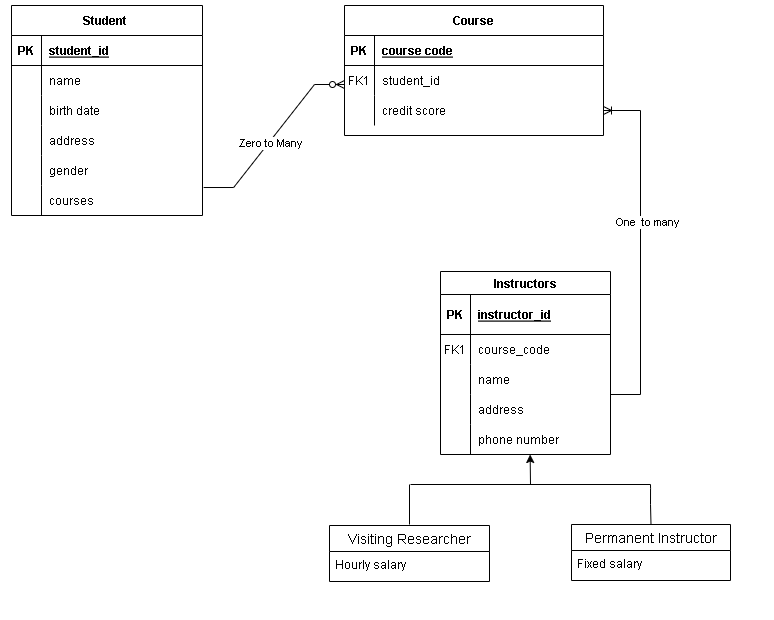 Student
PK student_id
name
birth date
address
gender
courses
Zero to Many
Course
PK course code
FK1 student_id
credit score
One to many
Instructors
PK instructor_id
FK1 course_code
name
address
phone number
Visiting Researcher
Hourly salary
Permanent Instructor
Fixed salary